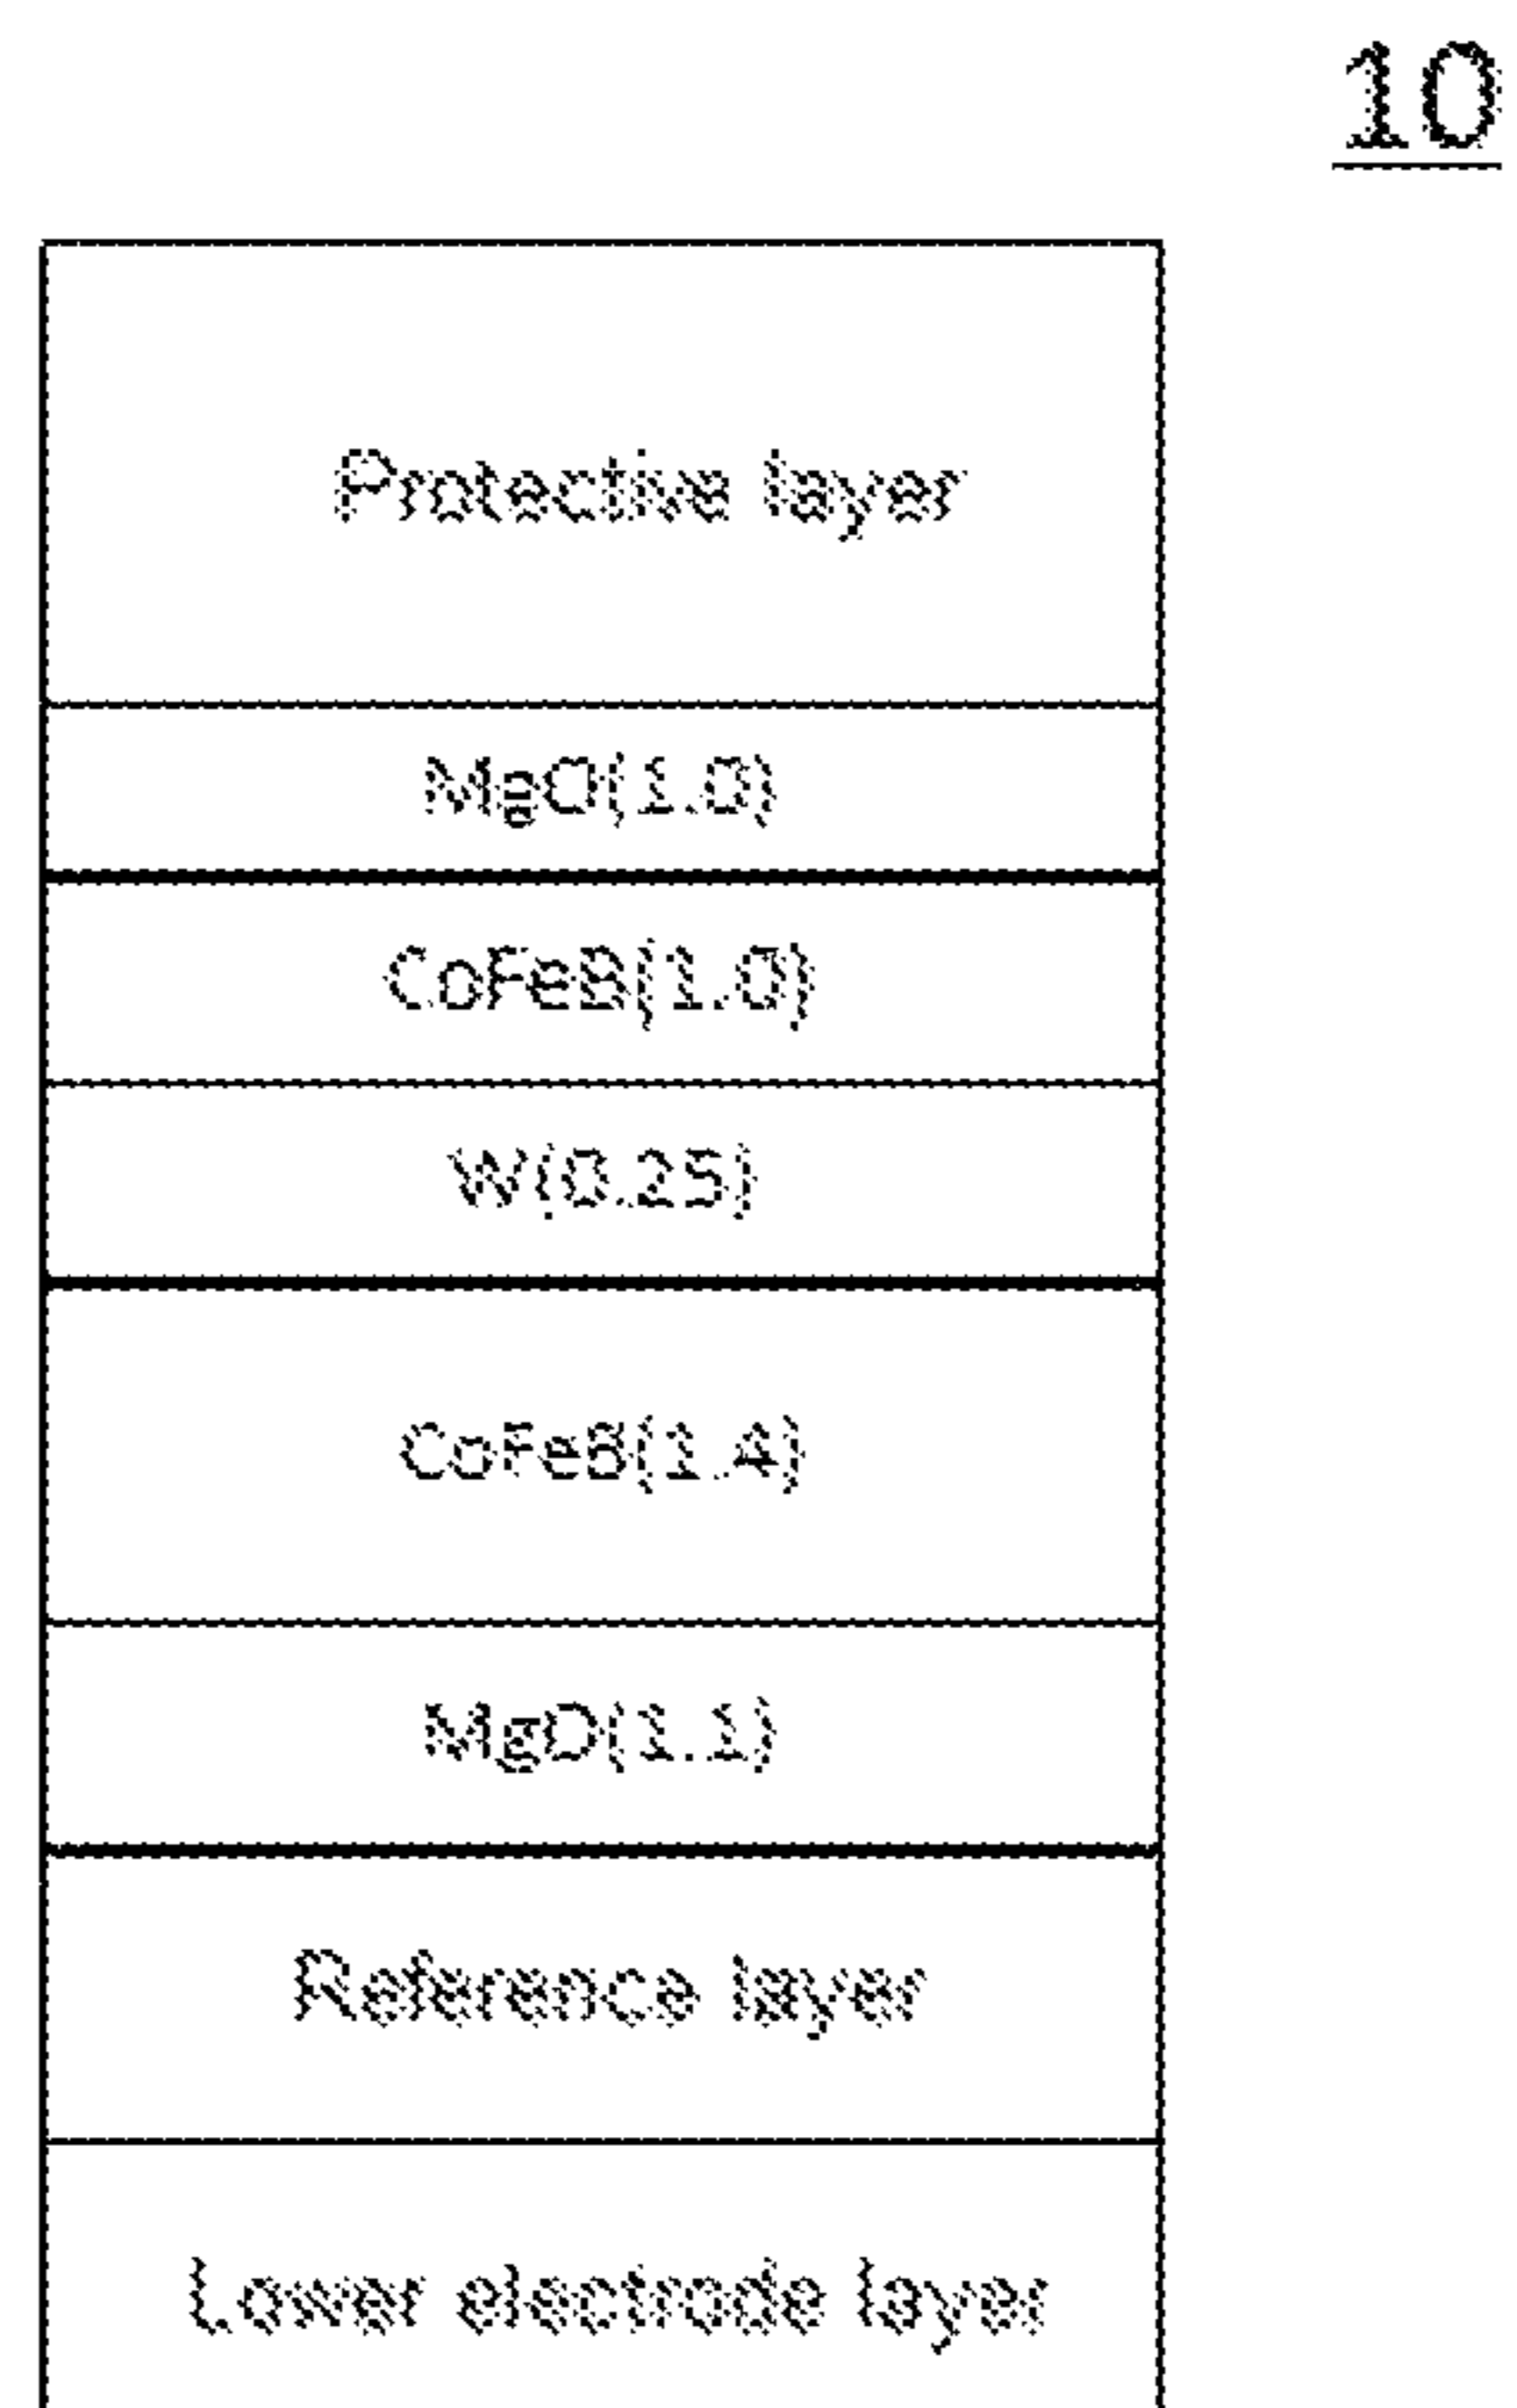 10
Protective layer
MgO(1.0)
CoFeB(1.0)
W(0.25)
CoFeB(1.4)
MgO(1.1)
Reference layer
Lower electrode layer